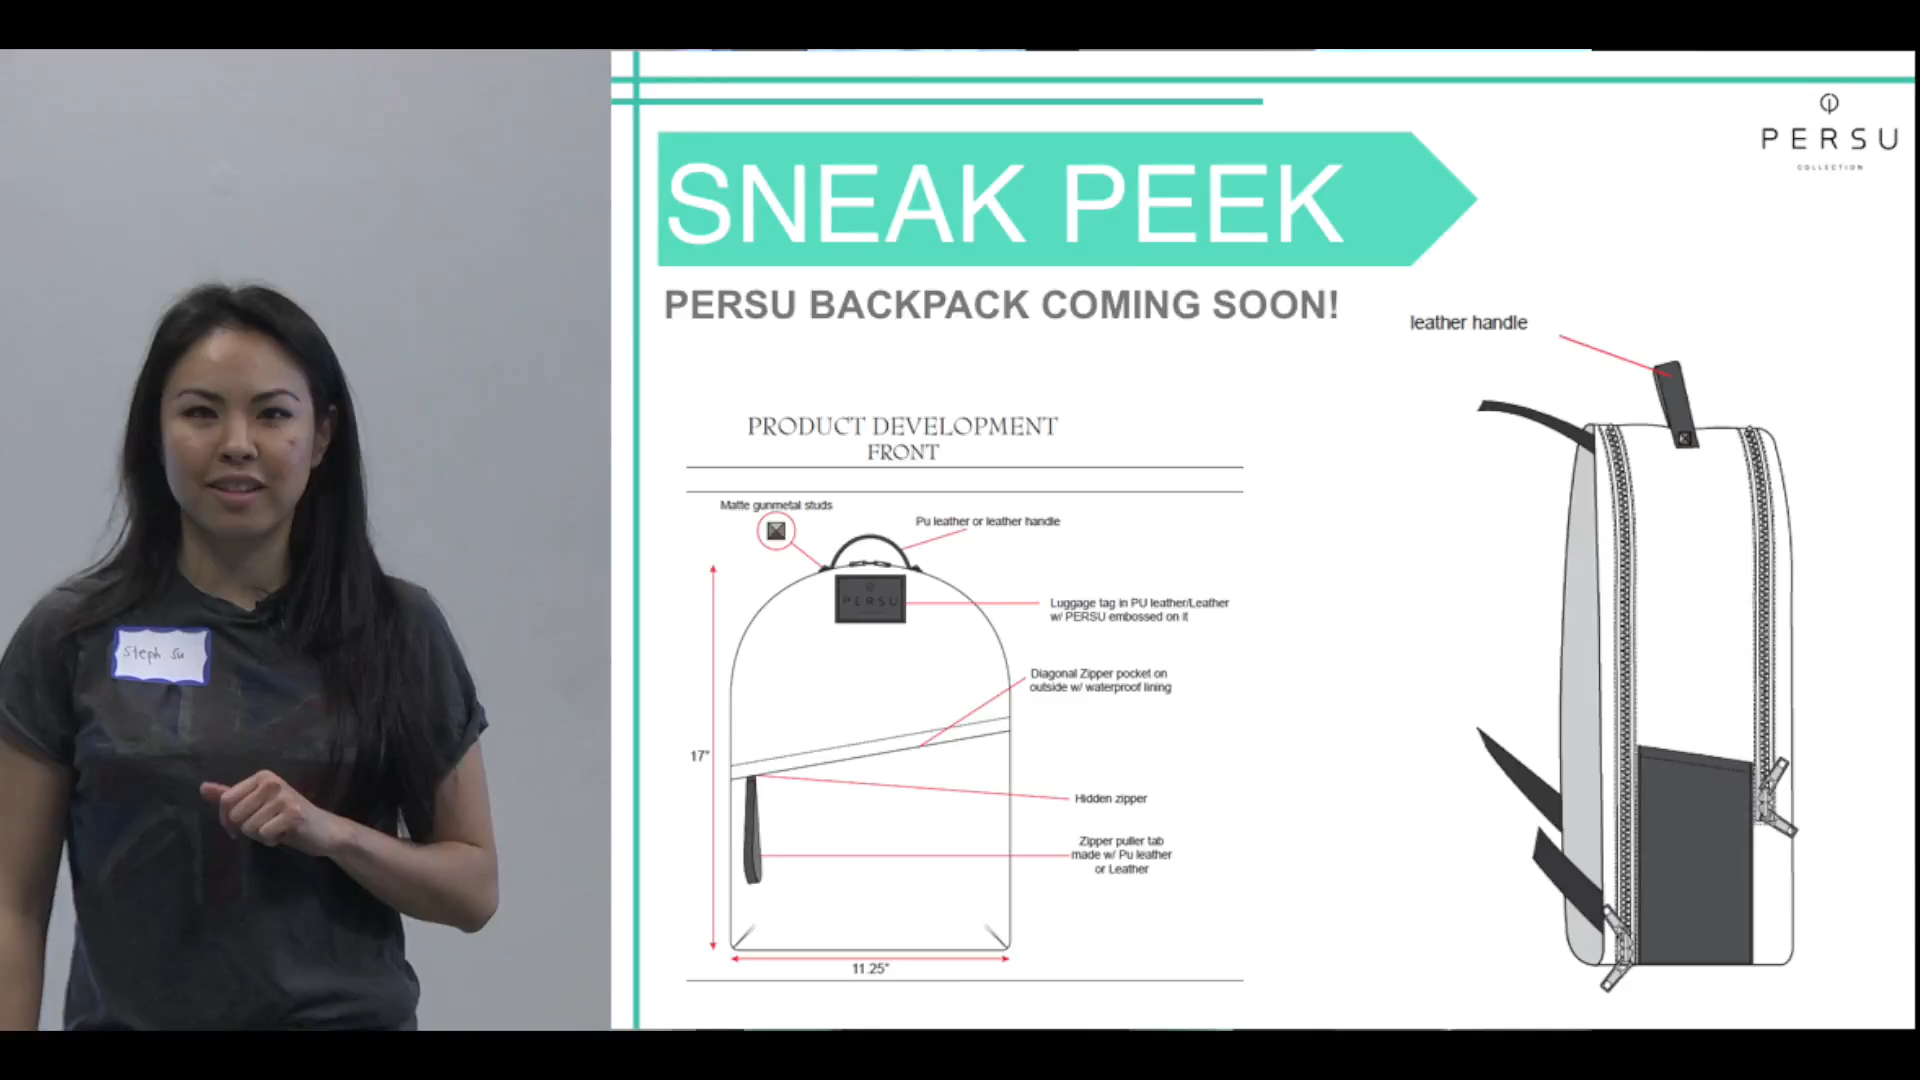 PERSU
COLLECTION
SNEAK PEEK
PERSU BACKPACK COMING SOON!
leather handle
PRODUCT DEVELOPMENT
FRONT
Matte gunmetal studs
Pu leather or leather handle
PERSU
Luggage tag in PU leather/Leather
w/ PERSU embossed on it
Steph Su
Diagonal Zipper pocket on
outside w/ waterproof lining
17"
Hidden zipper
Zipper puller tab
made w/ Pu leather
or Leather
11.25"